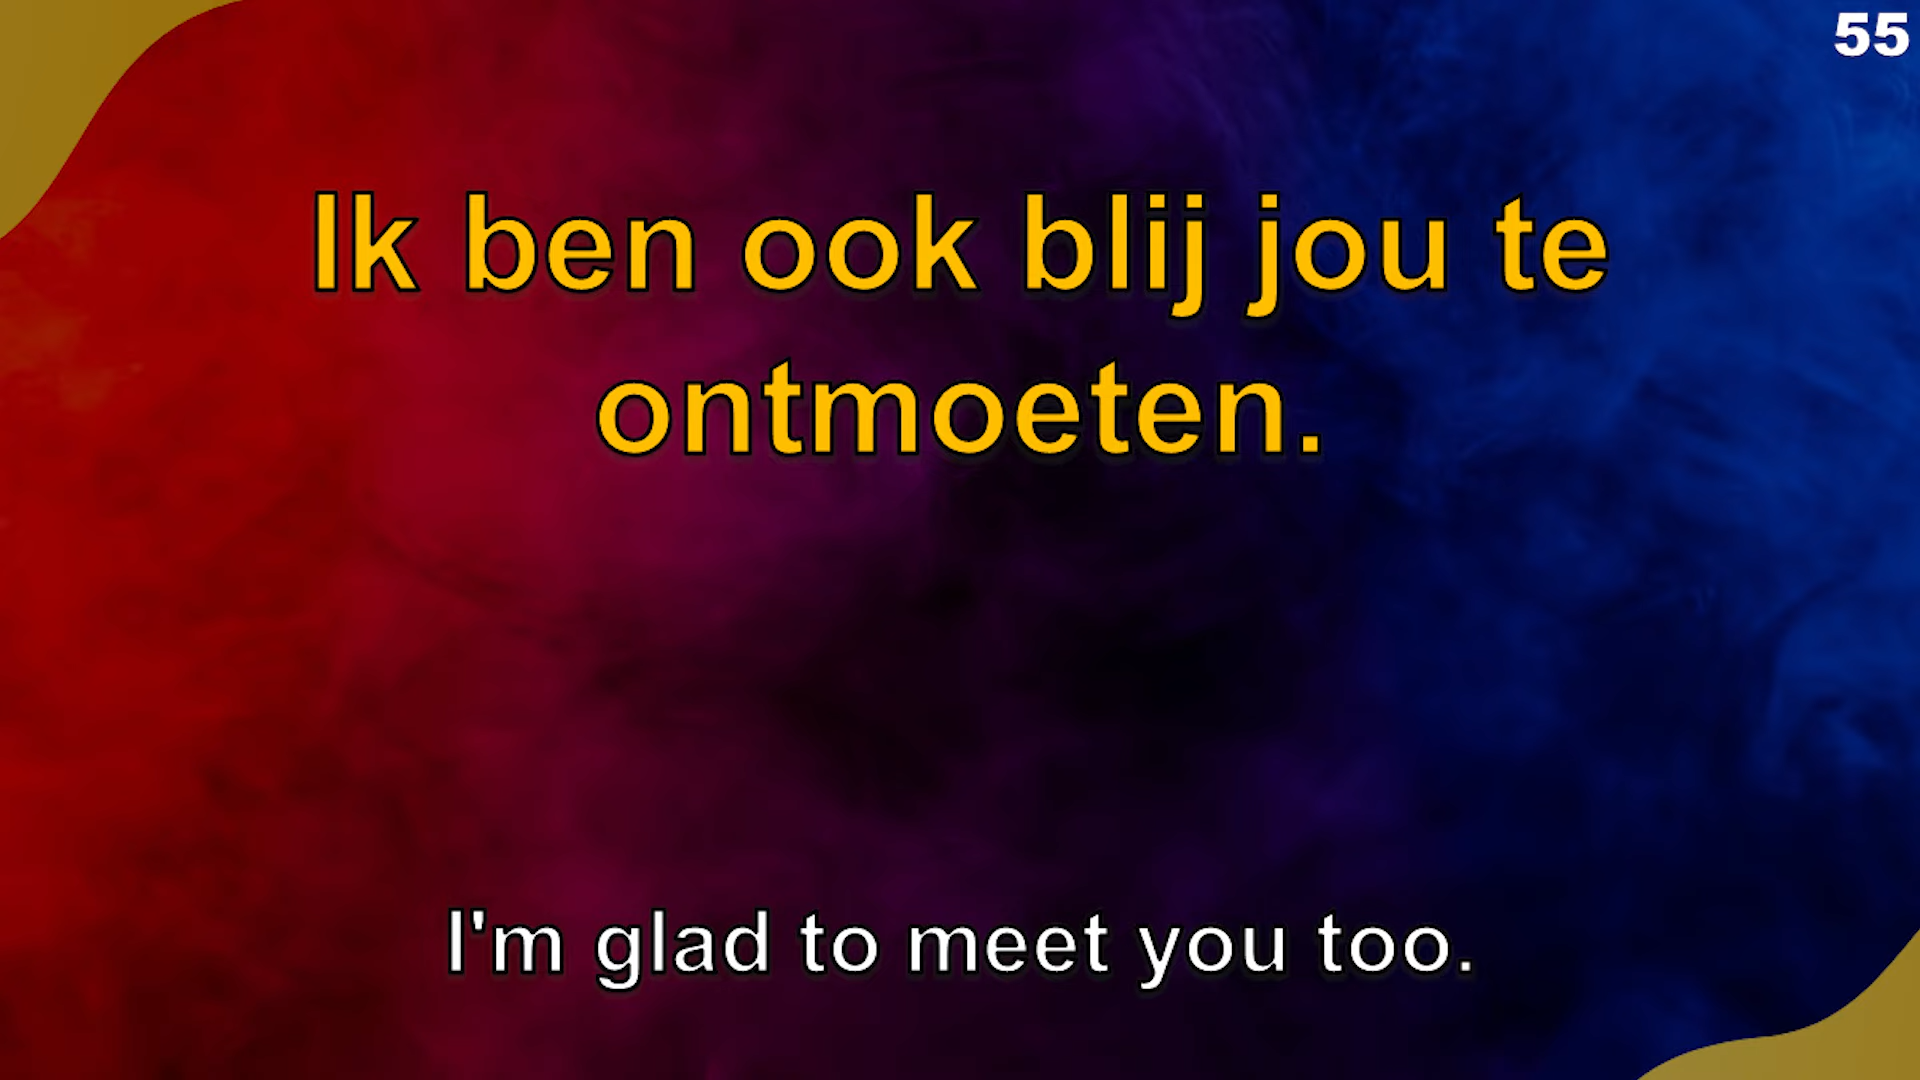 55
Ik ben ook blij jou te
ontmoeten.
I'm glad to meet you too.